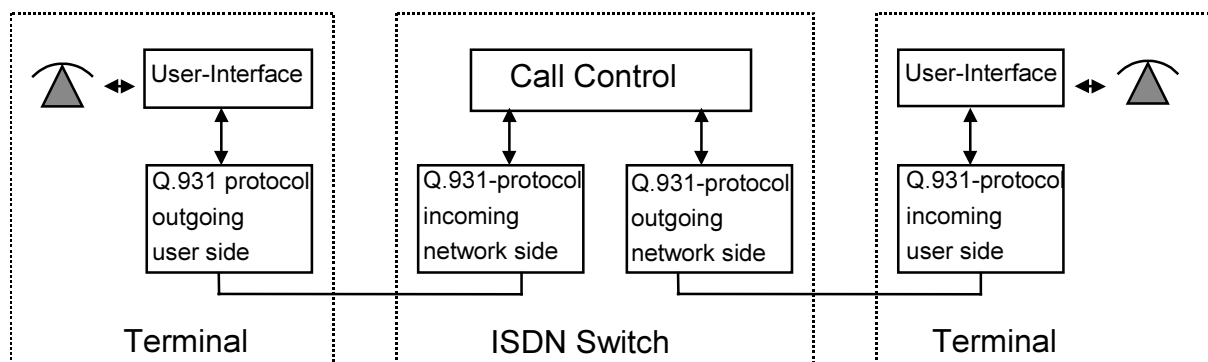 User-Interface
Call Control
User-Interface
Q.931 protocol
outgoing
user side
Q.931-protocol
incoming
network side
Q.931-protocol
outgoing
network side
Q.931-protocol
incoming
user side
Terminal
ISDN Switch
Terminal